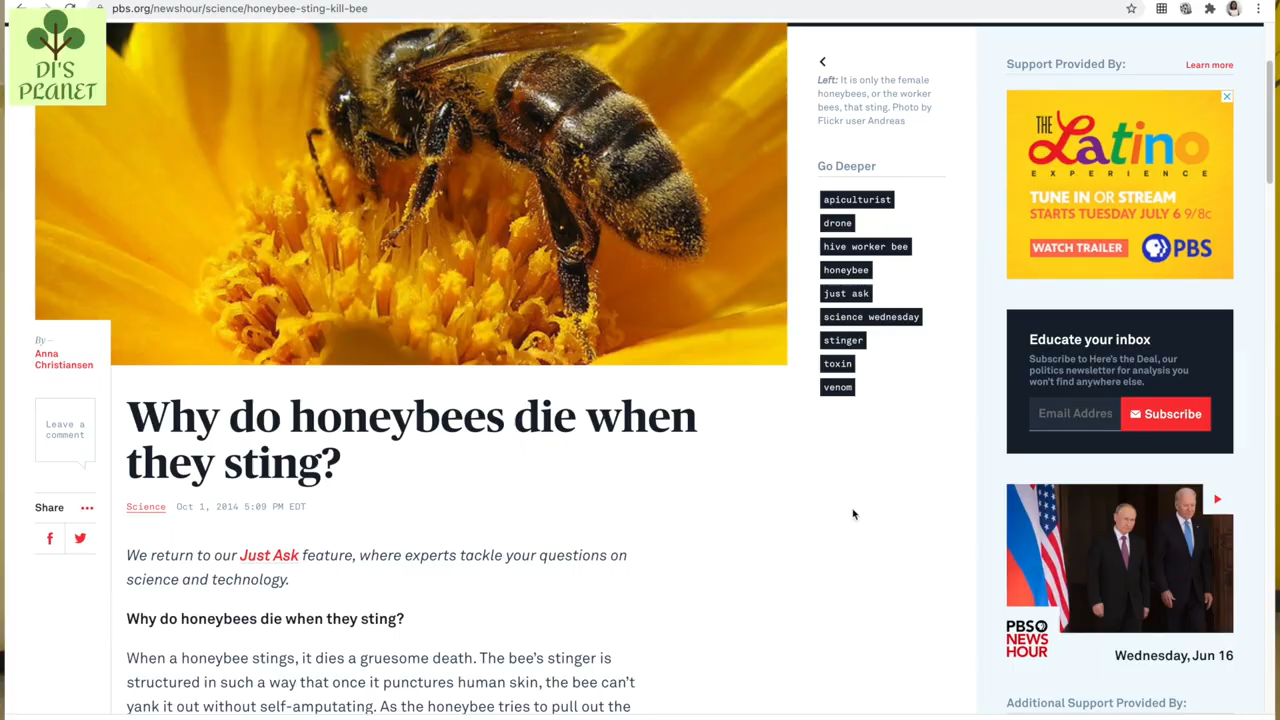 pbs.org/newshour/science/honeybee-sting-kill-bee
DI'S
PLANET
Left: It is only the female
honeybees, or the worker
bees, that sting. Photo by
Flickr user Andreas
Go Deeper
apiculturist
drone
hive worker bee
honeybee
just ask
science wednesday
stinger
toxin
venom
Support Provided By:
Learn more
THE
Latino
EXPERIENCE
TUNE IN OR STREAM
STARTS TUESDAY JULY 6 9/8c
WATCH TRAILER
PBS
Educate your inbox
Subscribe to Here's the Deal, our
politics newsletter for analysis you
won't find anywhere else.
Email Addres
Subscribe
PBS
NEWS
HOUR
Wednesday, Jun 16
Additional Support Provided By:
By —
Anna
Christiansen
Leave a
comment
Share
Why do honeybees die when
they sting?
Science Oct 1, 2014 5:09 PM EDT
We return to our Just Ask feature, where experts tackle your questions on
science and technology.
Why do honeybees die when they sting?
When a honeybee stings, it dies a gruesome death. The bee's stinger is
structured in such a way that once it punctures human skin, the bee can't
yank it out without self-amputating. As the honeybee tries to pull out the